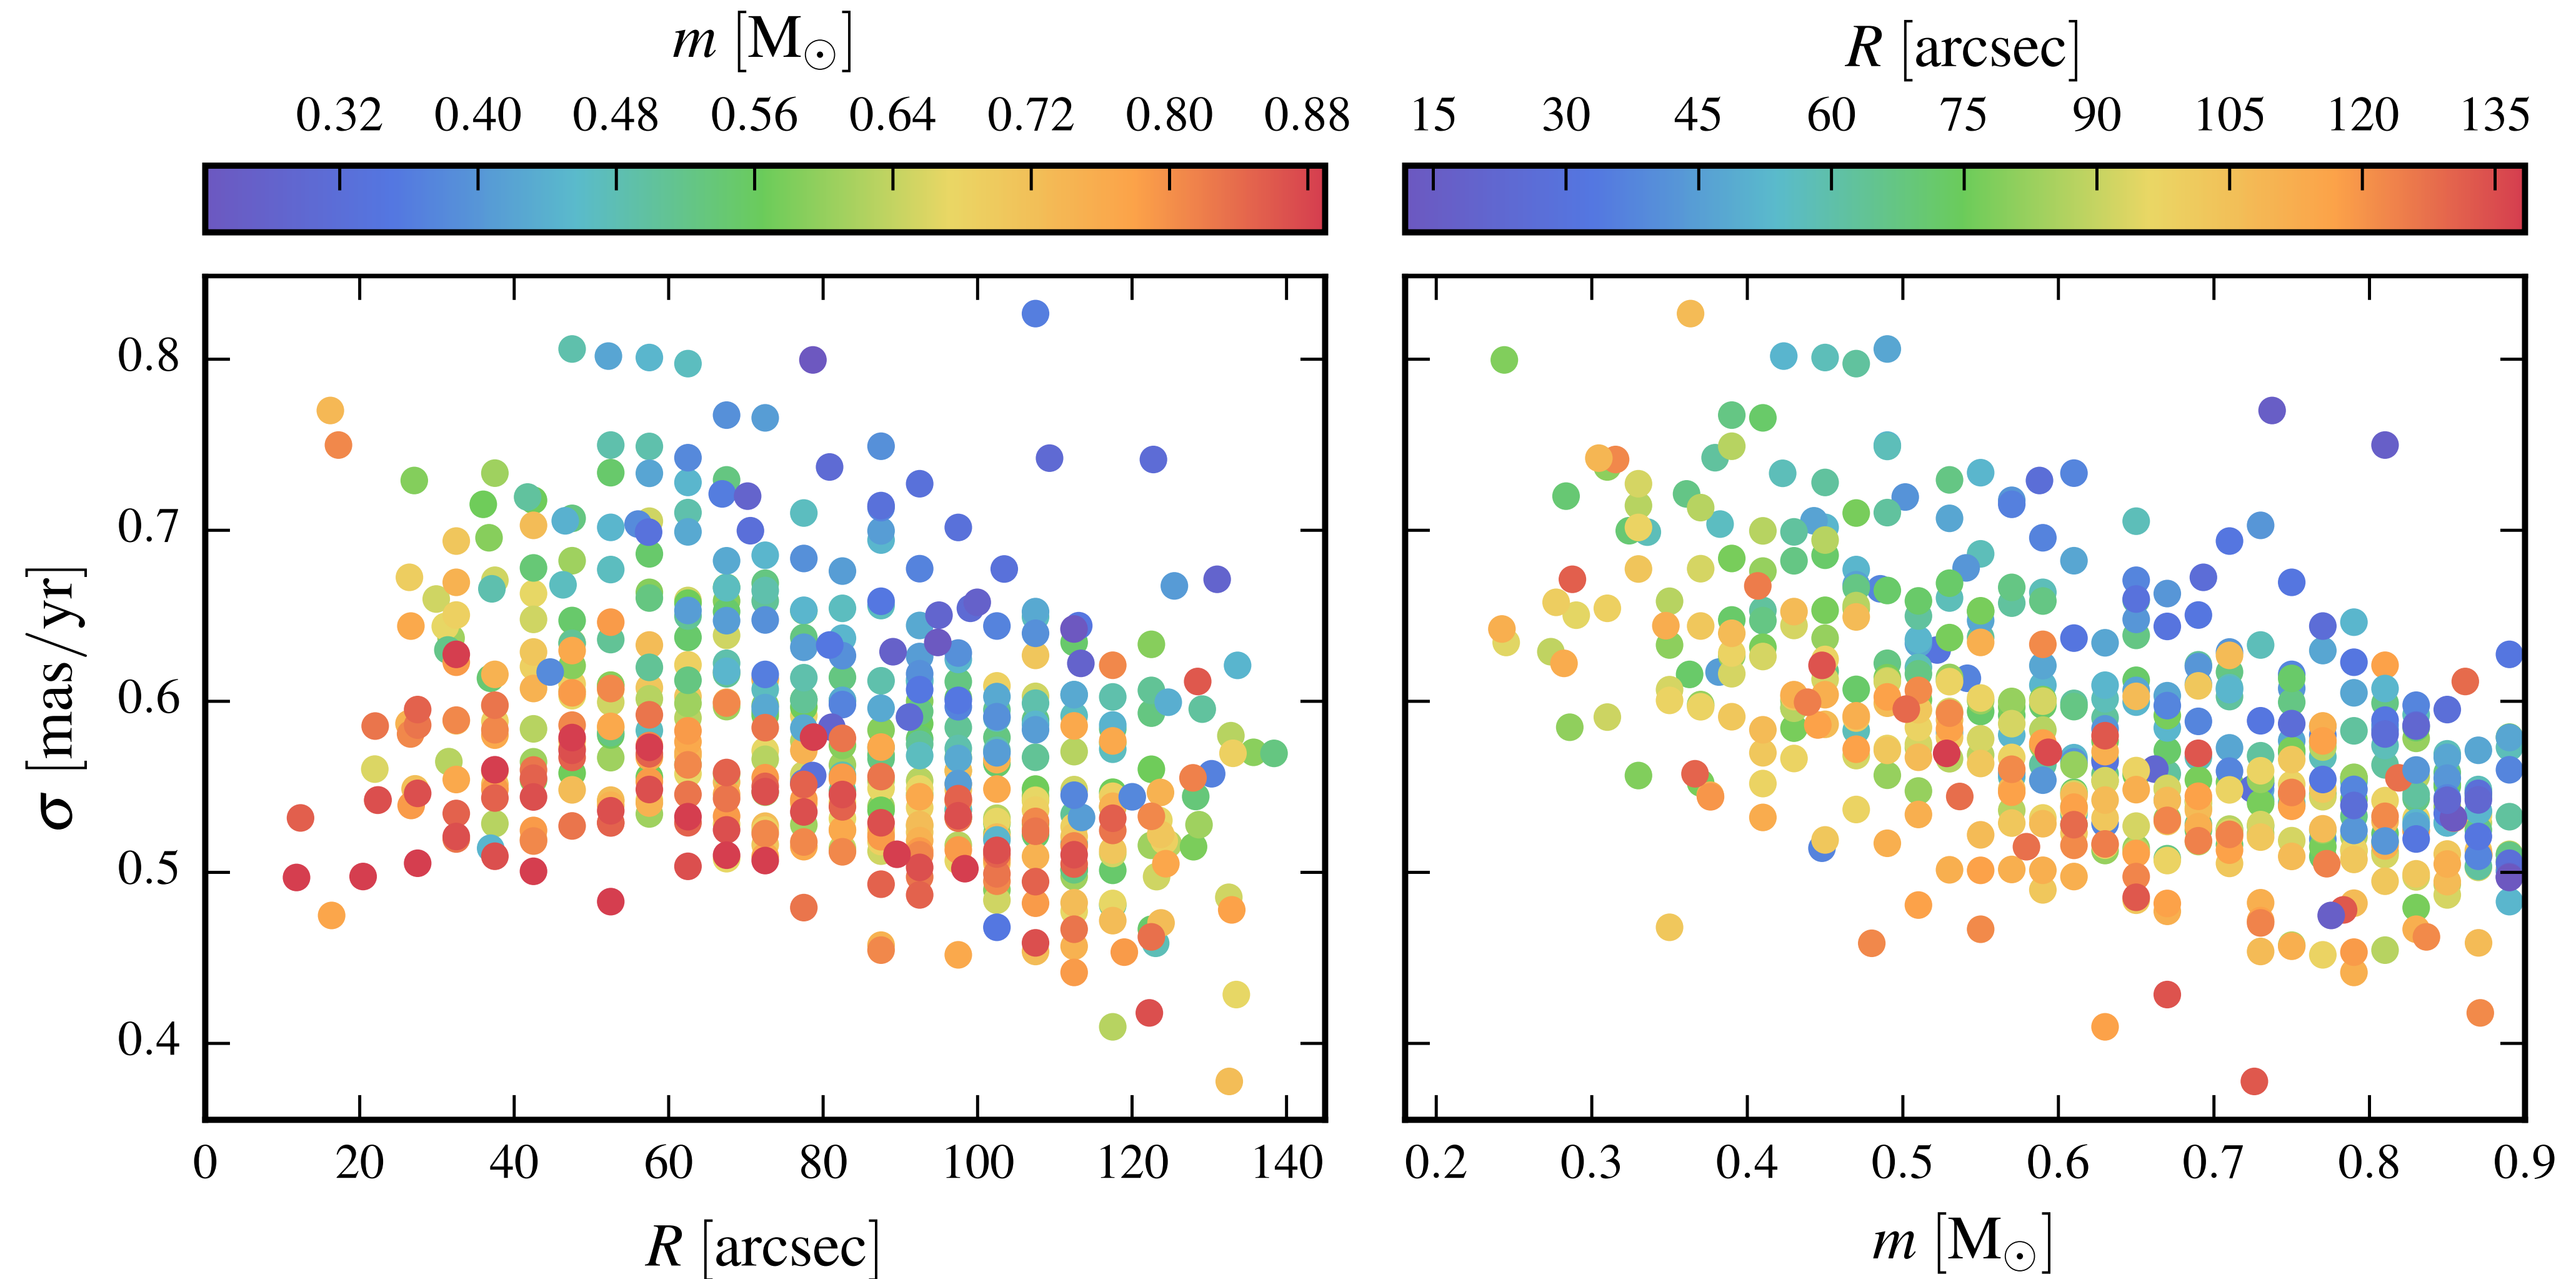 m [M☉]
0.32 0.40 0.48 0.56 0.64 0.72 0.80 0.88
R [arcsec]
15 30 45 60 75 90 105 120 135
σ [mas/yr]
0.8
0.7
0.6
0.5
0.4
0 20 40 60 80 100 120 140
R [arcsec]
0.2 0.3 0.4 0.5 0.6 0.7 0.8 0.9
m [M☉]